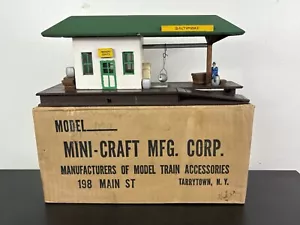 MODEL
MINI-CRAFT MFG. CORP.
MANUFACTURERS OF MODEL TRAIN ACCESSORIES
198 MAIN ST TARRYTOWN, N.Y.